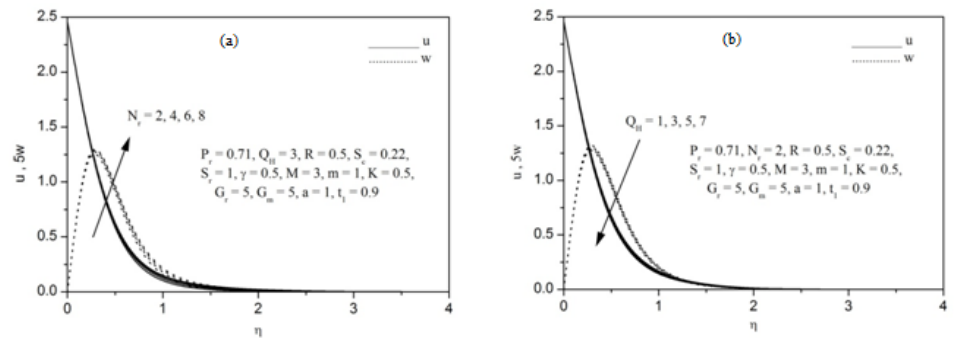 (a)
u
w
2.5
2.0
1.5
1.0
0.5
0.0
u , 5w
N_r = 2, 4, 6, 8
P_r = 0.71, Q_H = 3, R = 0.5, S_c = 0.22,
S_r = 1, γ = 0.5, M = 3, m = 1, K = 0.5,
G_r = 5, G_m = 5, a = 1, t_1 = 0.9
0 1 2 3 4
η
(b)
u
w
2.5
2.0
1.5
1.0
0.5
0.0
u , 5w
Q_H = 1, 3, 5, 7
P_r = 0.71, N_r = 2, R = 0.5, S_c = 0.22,
S_r = 1, γ = 0.5, M = 3, m = 1, K = 0.5,
G_r = 5, G_m = 5, a = 1, t_1 = 0.9
0 1 2 3 4
η